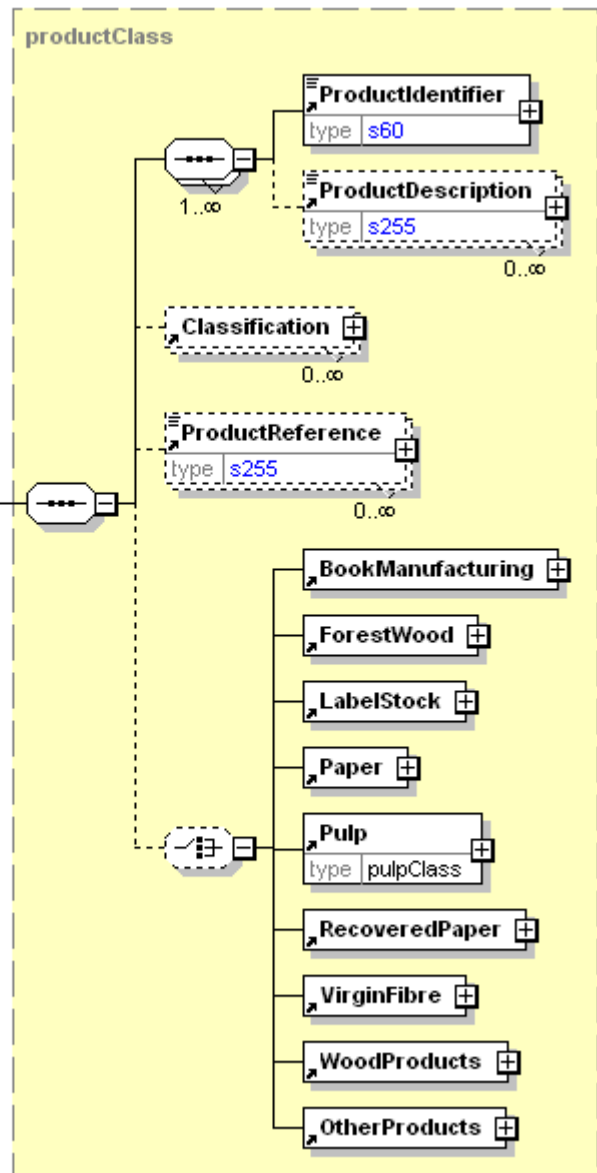 productClass
ProductIdentifier
type s60
ProductDescription
type s255
1..∞
0..∞
Classification
0..∞
ProductReference
type s255
0..∞
BookManufacturing
ForestWood
LabelStock
Paper
Pulp
type pulpClass
RecoveredPaper
VirginFibre
WoodProducts
OtherProducts